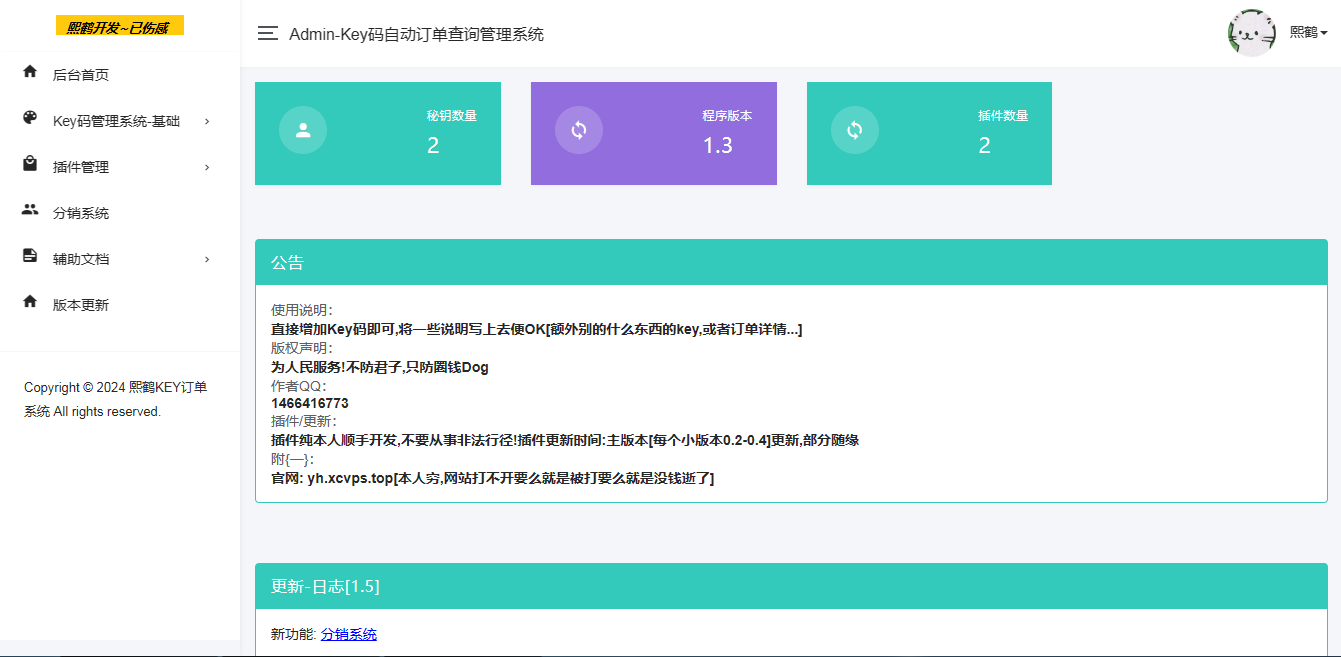 熙鹤开发~已伤感
Admin-Key码自动订单查询管理系统
熙鹤
后台首页
Key码管理系统-基础
插件管理
分销系统
辅助文档
版本更新
Copyright © 2024 熙鹤KEY订单
系统 All rights reserved.
秘钥数量
2
程序版本
1.3
插件数量
2
公告
使用说明:
直接增加Key码即可,将一些说明写上去便OK[额外别的什么东西的key,或者订单详情...]
版权声明:
为人民服务!不防君子,只防圈钱Dog
作者QQ:
1466416773
插件/更新:
插件纯本人顺手开发,不要从事非法行径!插件更新时间:主版本[每个小版本0.2-0.4]更新,部分随缘
附{—}:
官网: yh.xcvps.top[本人穷,网站打不开要么就是被打要么就是没钱逝了]
更新-日志[1.5]
新功能: 分销系统